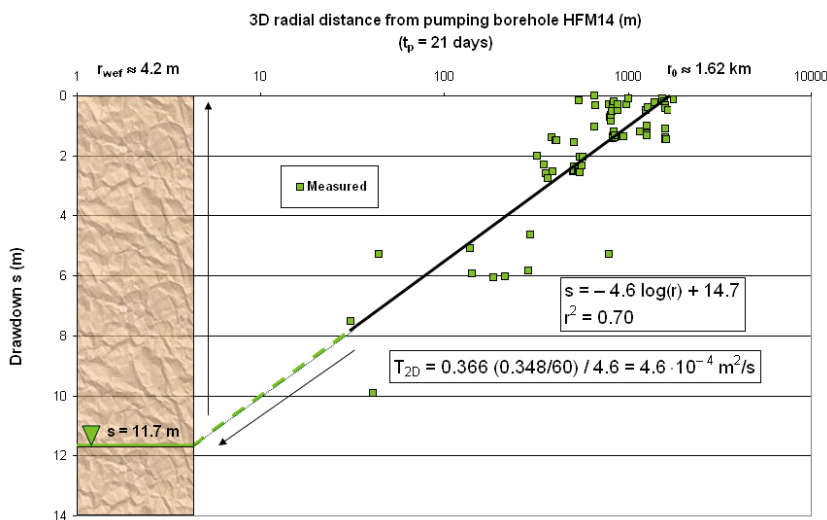 3D radial distance from pumping borehole HFM14 (m)
(tₚ = 21 days)
r_wef ≈ 4.2 m
r₀ ≈ 1.62 km
1 10 100 1000 10000
0
2
4
6
8
10
12
14
Drawdown s (m)
Measured
s = – 4.6 log(r) + 14.7
r² = 0.70
T₂D = 0.366 (0.348/60) / 4.6 = 4.6 · 10⁻⁴ m²/s
s = 11.7 m